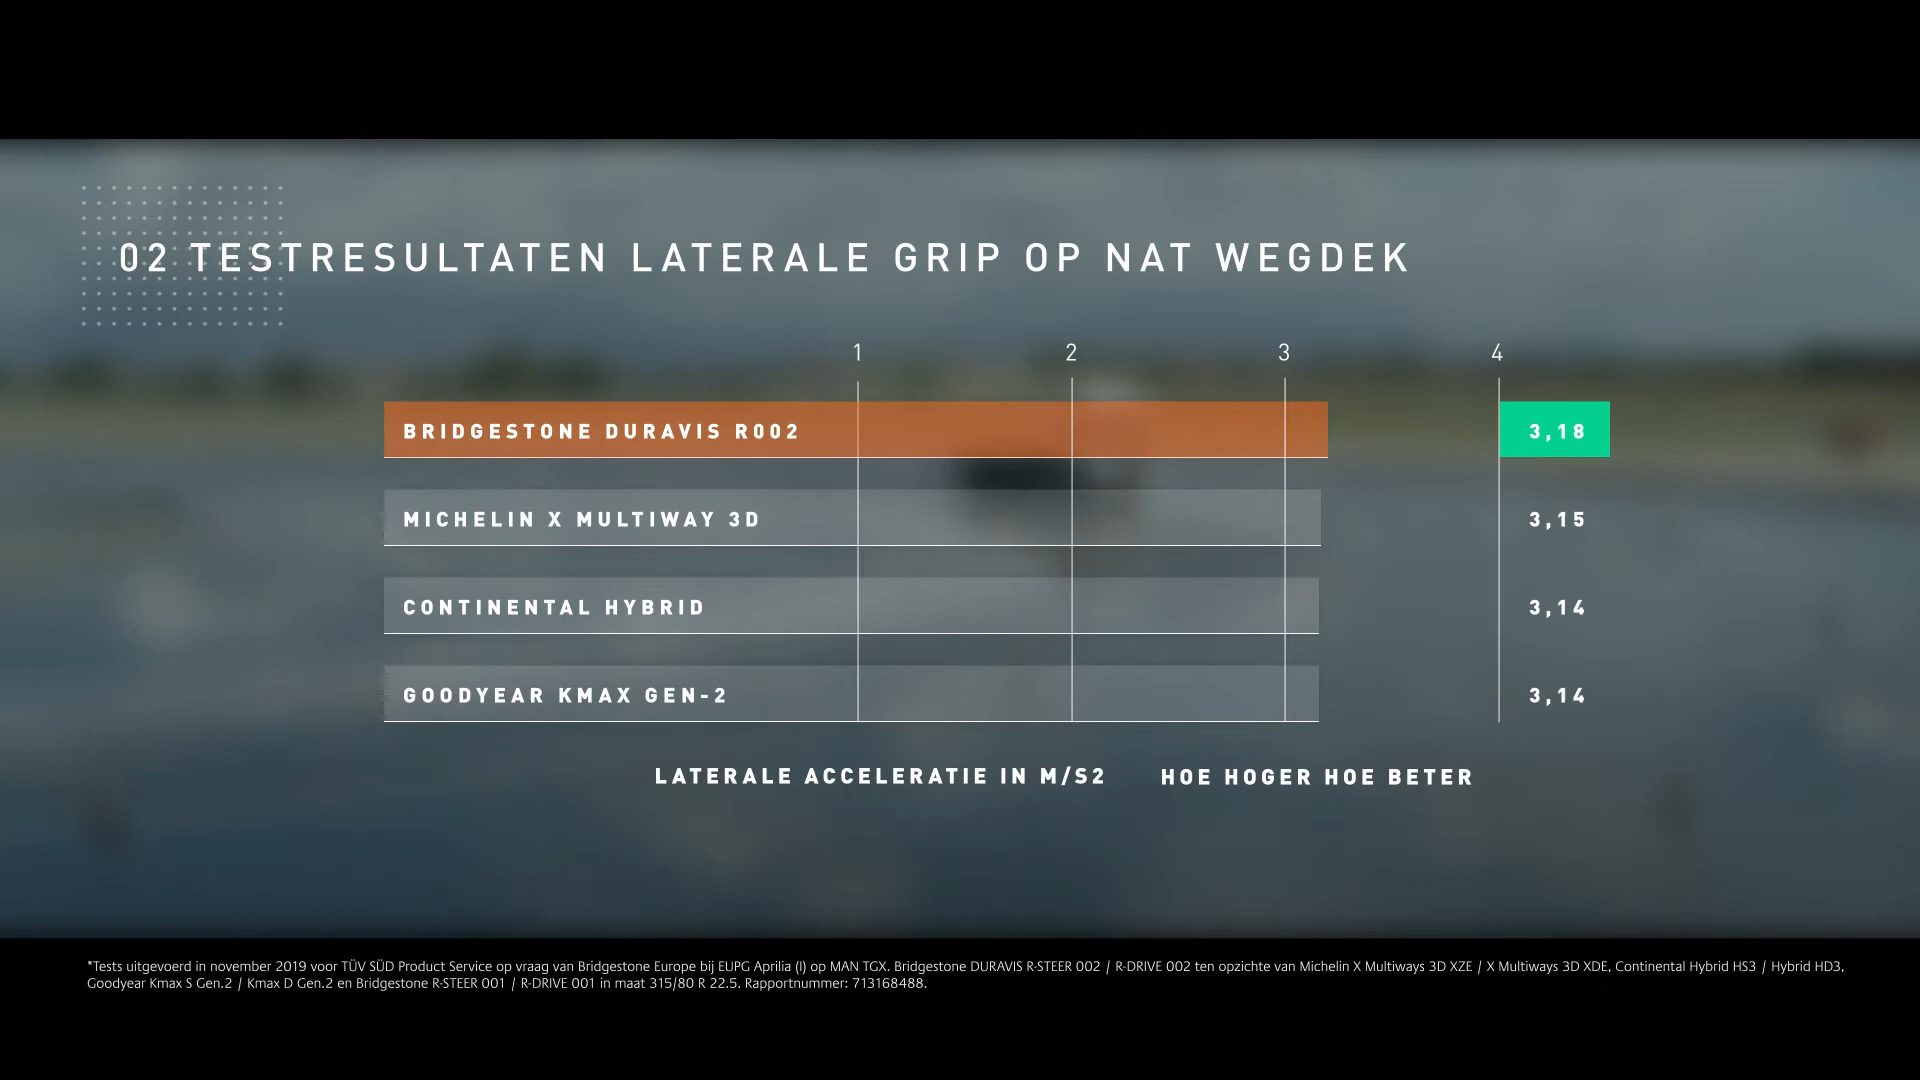 02 TESTRESULTATEN LATERALE GRIP OP NAT WEGDEK
1 2 3 4
BRIDGESTONE DURAVIS R002 3,18
MICHELIN X MULTIWAY 3D 3,15
CONTINENTAL HYBRID 3,14
GOODYEAR KMAX GEN-2 3,14
LATERALE ACCELERATIE IN M/S2 HOE HOGER HOE BETER
*Tests uitgevoerd in november 2019 voor TÜV SÜD Product Service op vraag van Bridgestone Europe bij EUPG Aprilia (I) op MAN TGX. Bridgestone DURAVIS R-STEER 002 / R-DRIVE 002 ten opzichte van Michelin X Multiways 3D XZE / X Multiways 3D XDE, Continental Hybrid HS3 / Hybrid HD3,
Goodyear Kmax S Gen.2 / Kmax D Gen.2 en Bridgestone R-STEER 001 / R-DRIVE 001 in maat 315/80 R 22.5. Rapportnummer: 713168488.